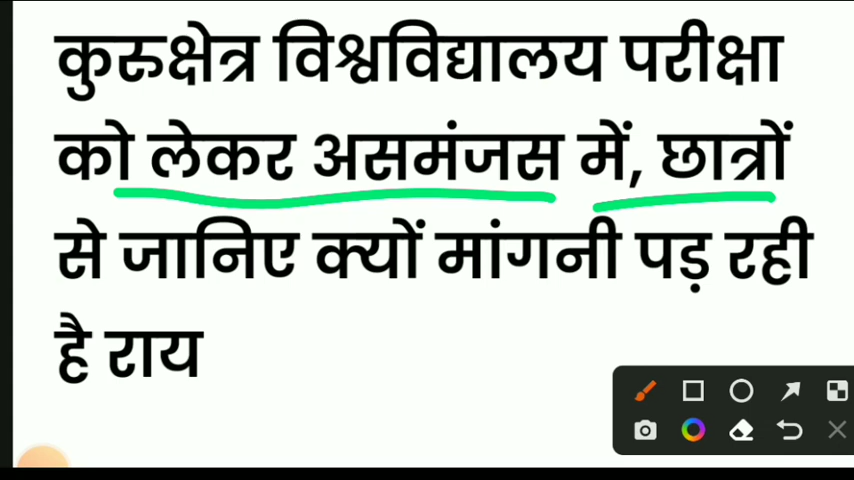 कुरुक्षेत्र विश्वविद्यालय परीक्षा
को लेकर असमंजस में, छात्रों
से जानिए क्यों मांगनी पड़ रही
है राय